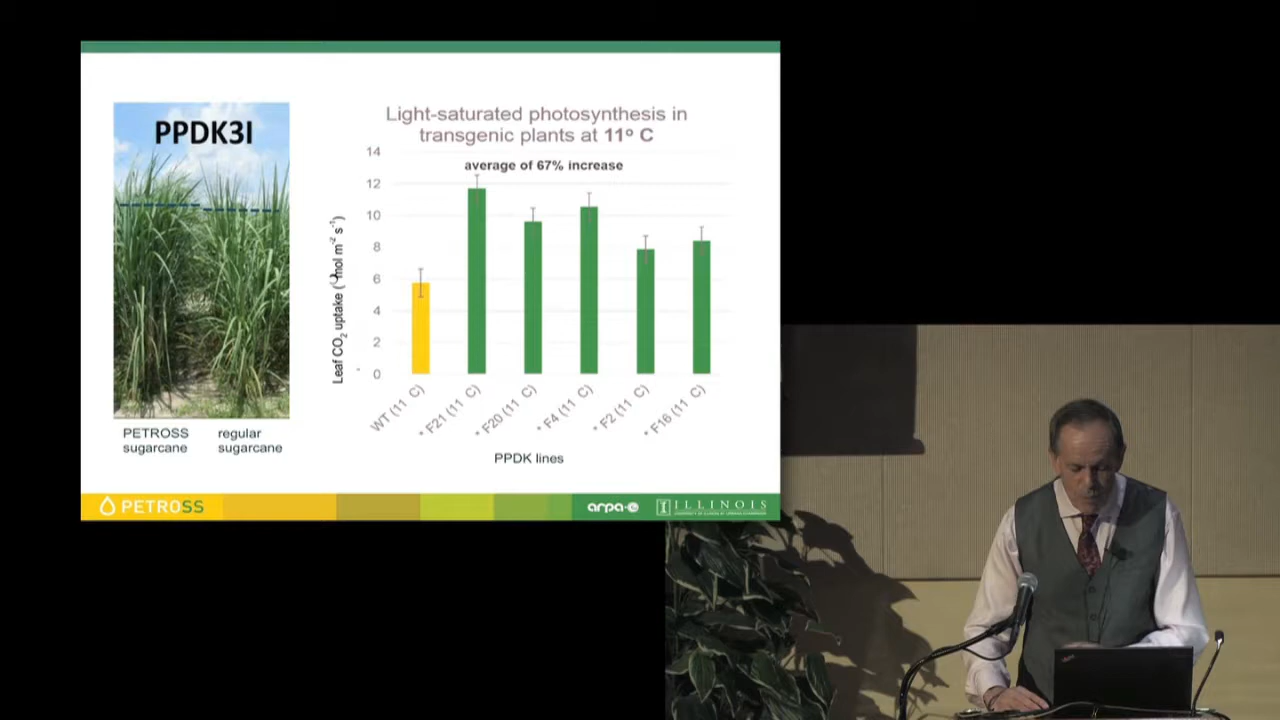 PPDK3I
PETROSS
sugarcane
regular
sugarcane
Light-saturated photosynthesis in
transgenic plants at 11º C
average of 67% increase
14
12
10
8
6
4
2
0
Leaf CO2 uptake (μmol m-2 s-1)
WT (11 C)
* F21 (11 C)
* F20 (11 C)
* F4 (11 C)
* F2 (11 C)
* F16 (11 C)
PPDK lines
PETROSS
arpa-e
ILLINOIS